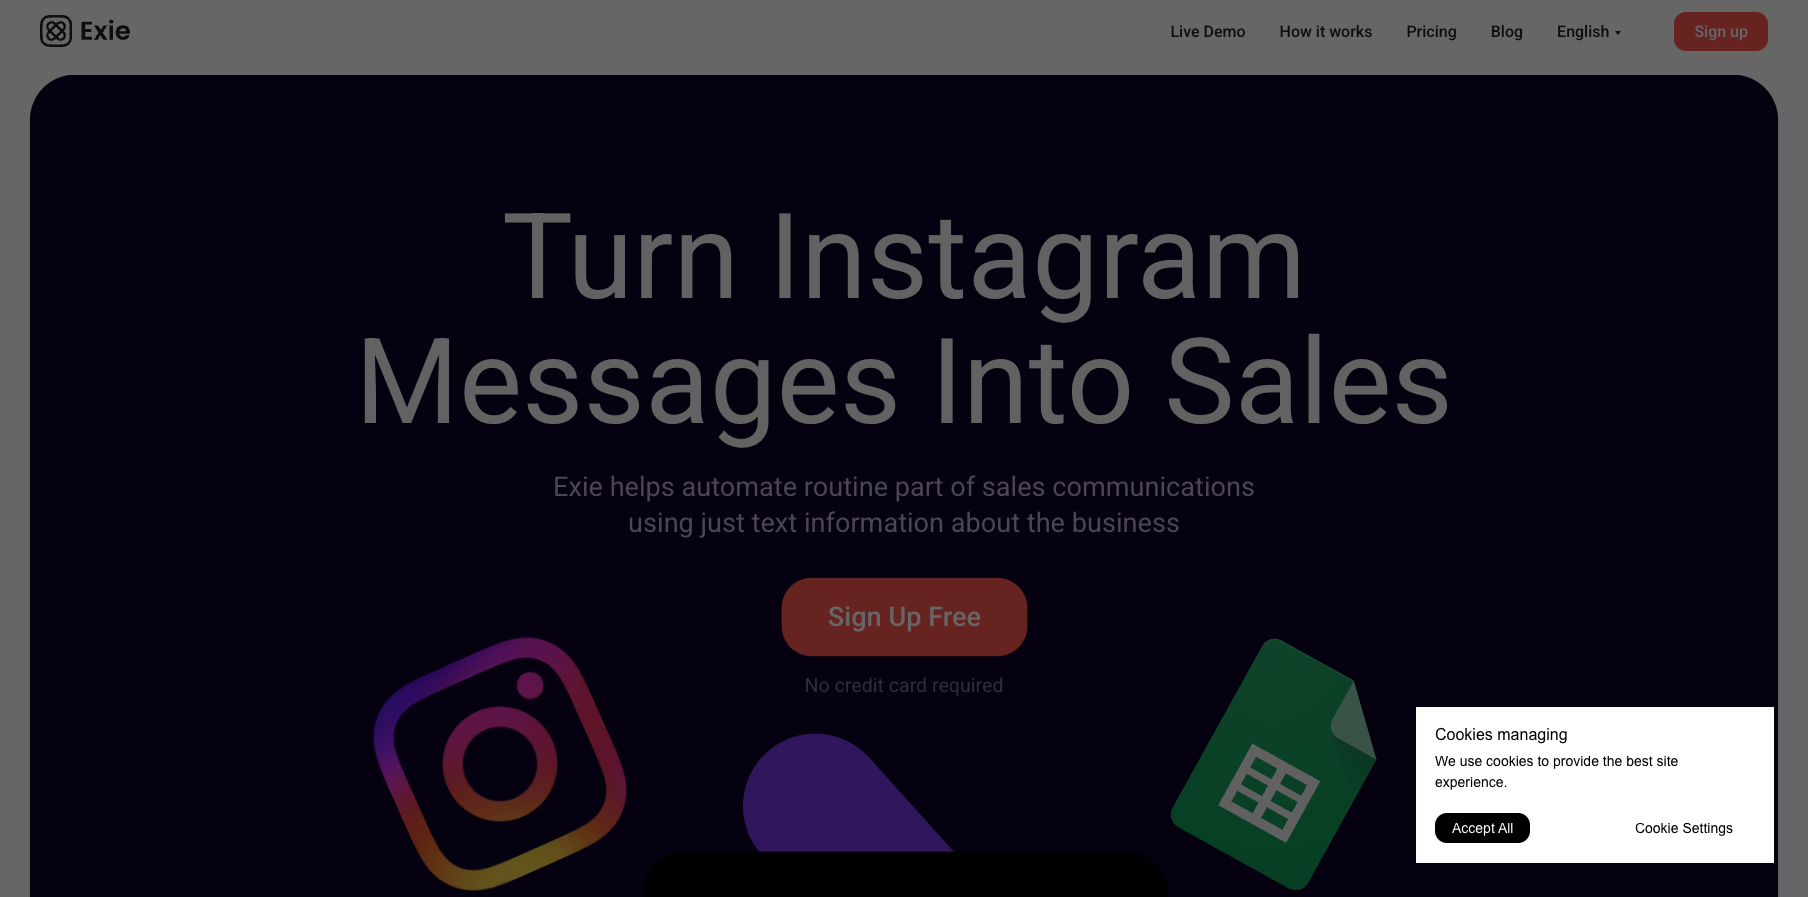 Exie
Live Demo
How it works
Pricing
Blog
English
Sign up
Turn Instagram
Messages Into Sales
Exie helps automate routine part of sales communications
using just text information about the business
Sign Up Free
No credit card required
Cookies managing
We use cookies to provide the best site
experience.
Accept All
Cookie Settings